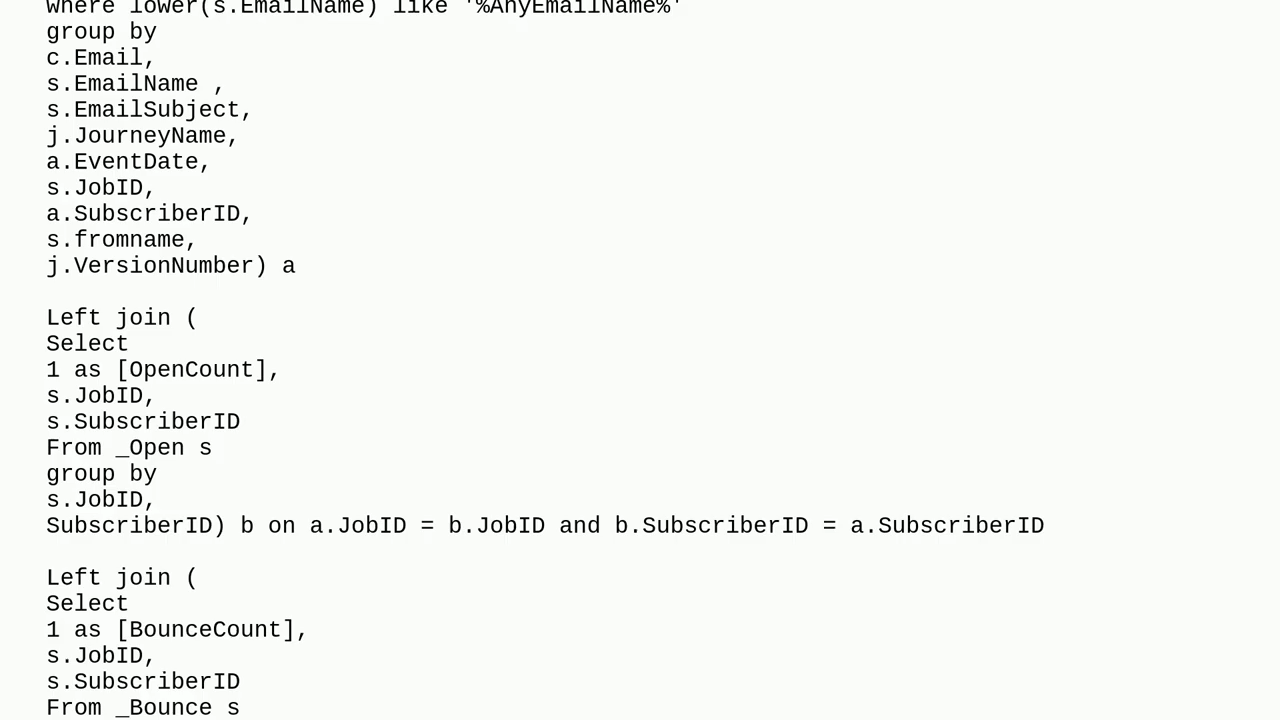 where lower(s.EmailName) like '%AnyEmailName%'
group by
c.Email,
s.EmailName ,
s.EmailSubject,
j.JourneyName,
a.EventDate,
s.JobID,
a.SubscriberID,
s.fromname,
j.VersionNumber) a
Left join (
Select
1 as [OpenCount],
s.JobID,
s.SubscriberID
From _Open s
group by
s.JobID,
SubscriberID) b on a.JobID = b.JobID and b.SubscriberID = a.SubscriberID
Left join (
Select
1 as [BounceCount],
s.JobID,
s.SubscriberID
From _Bounce s